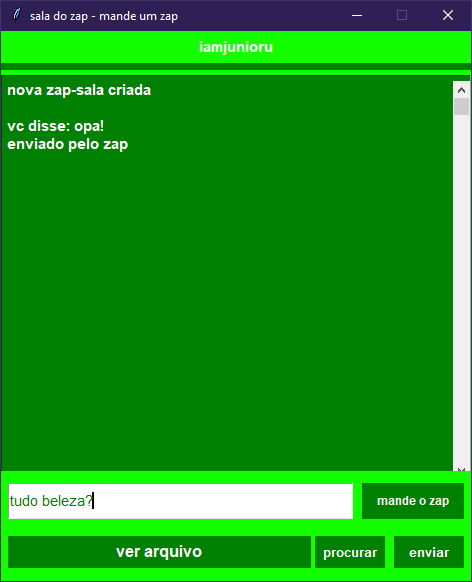 sala do zap - mande um zap
iamjunioru
nova zap-sala criada
vc disse: opa!
enviado pelo zap
tudo beleza?
mande o zap
ver arquivo
procurar
enviar